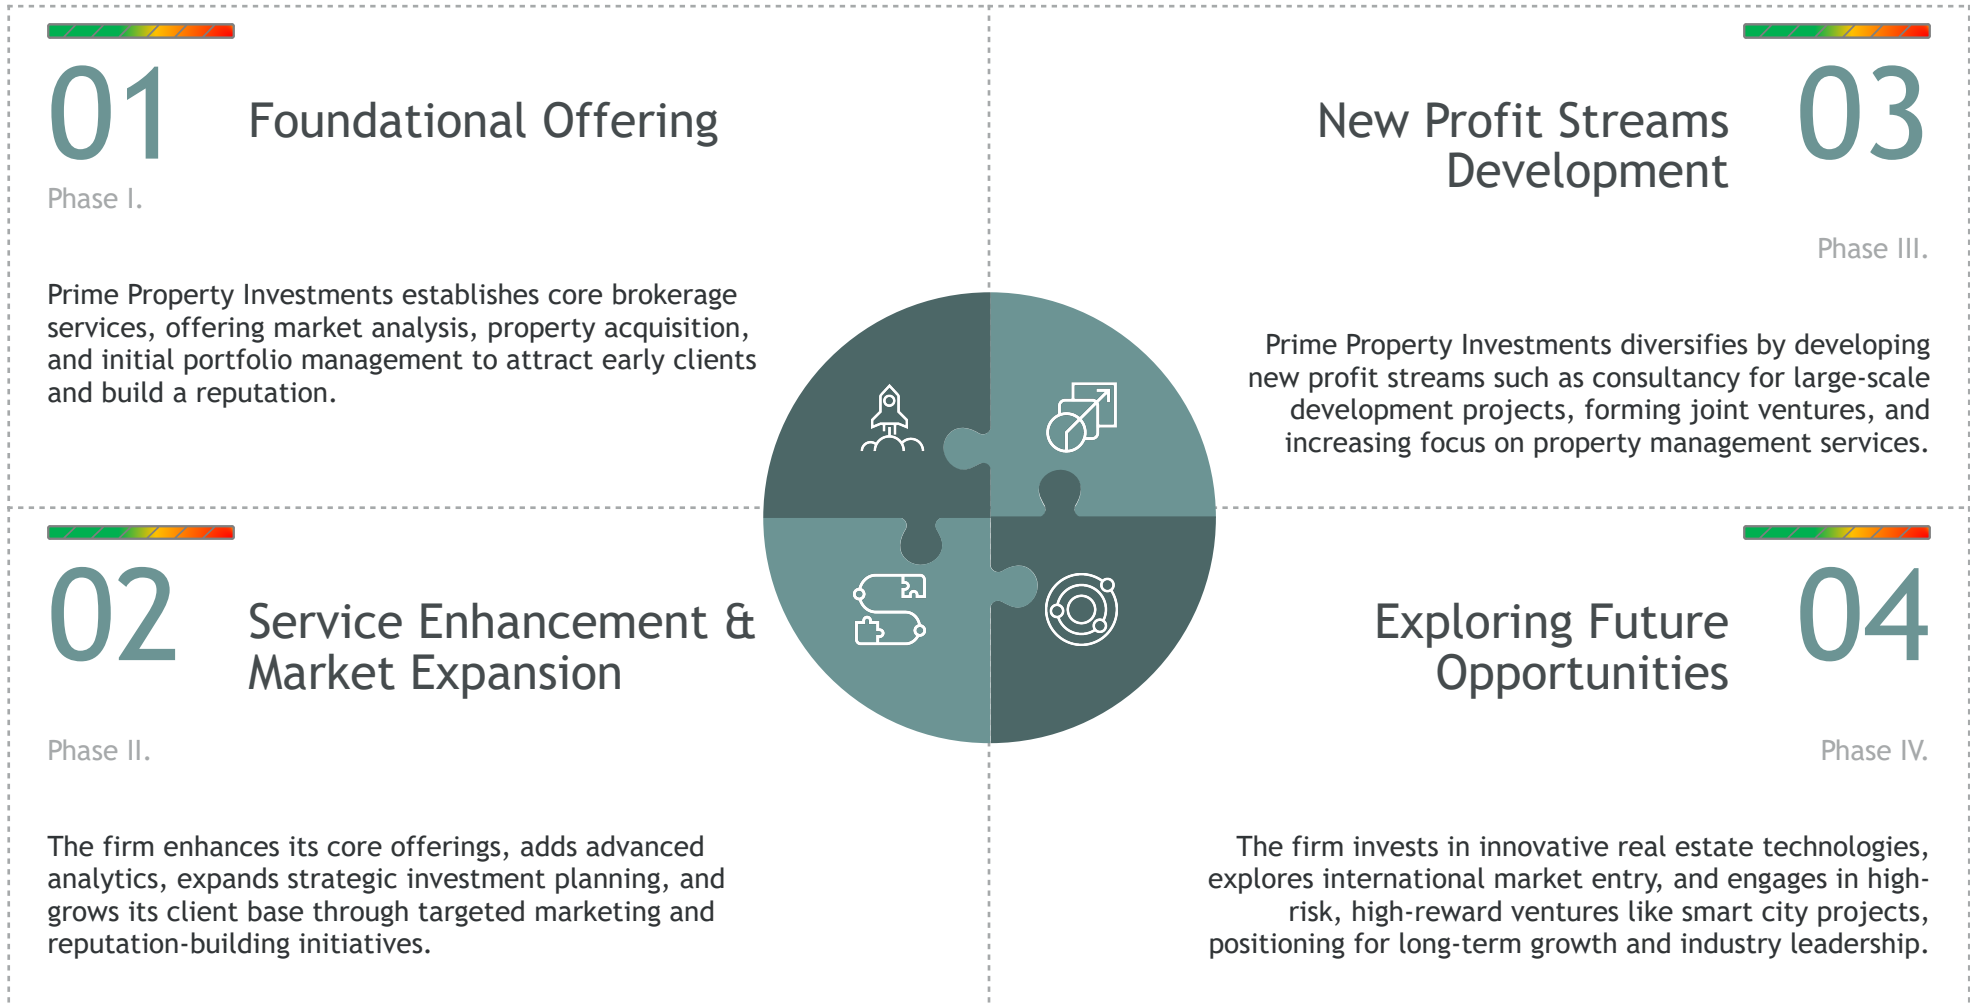 01
Foundational Offering
Phase I.
Prime Property Investments establishes core brokerage
services, offering market analysis, property acquisition,
and initial portfolio management to attract early clients
and build a reputation.
02
Service Enhancement &
Market Expansion
Phase II.
The firm enhances its core offerings, adds advanced
analytics, expands strategic investment planning, and
grows its client base through targeted marketing and
reputation-building initiatives.
03
New Profit Streams
Development
Phase III.
Prime Property Investments diversifies by developing
new profit streams such as consultancy for large-scale
development projects, forming joint ventures, and
increasing focus on property management services.
04
Exploring Future
Opportunities
Phase IV.
The firm invests in innovative real estate technologies,
explores international market entry, and engages in high-
risk, high-reward ventures like smart city projects,
positioning for long-term growth and industry leadership.